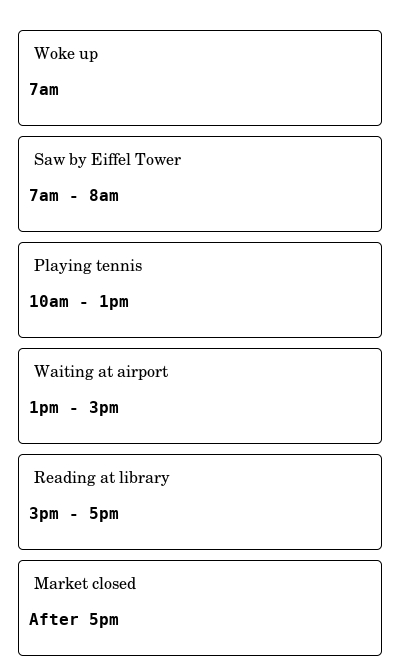 Woke up
7am
Saw by Eiffel Tower
7am - 8am
Playing tennis
10am - 1pm
Waiting at airport
1pm - 3pm
Reading at library
3pm - 5pm
Market closed
After 5pm